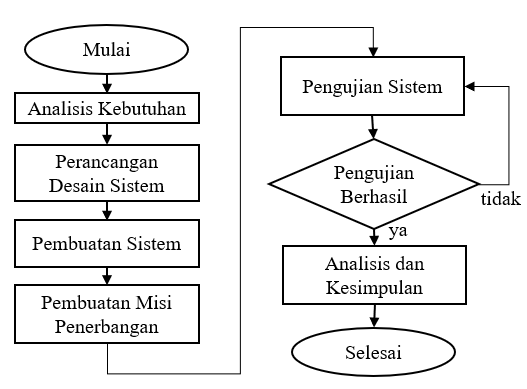 Mulai
Analisis Kebutuhan
Perancangan
Desain Sistem
Pembuatan Sistem
Pembuatan Misi
Penerbangan
Pengujian Sistem
Pengujian
Berhasil
tidak
ya
Analisis dan
Kesimpulan
Selesai